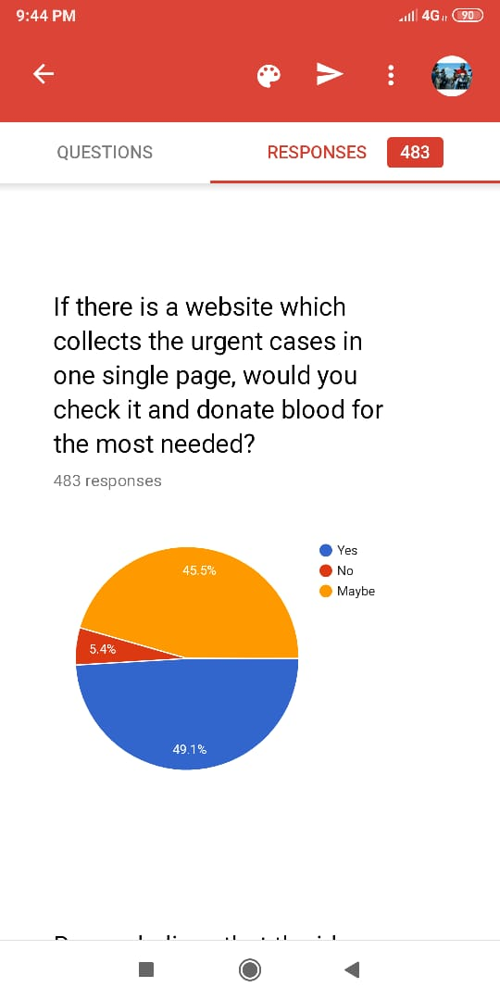 9:44 PM 4G 90
QUESTIONS RESPONSES 483
If there is a website which
collects the urgent cases in
one single page, would you
check it and donate blood for
the most needed?
483 responses
Yes
No
Maybe
45.5%
5.4%
49.1%